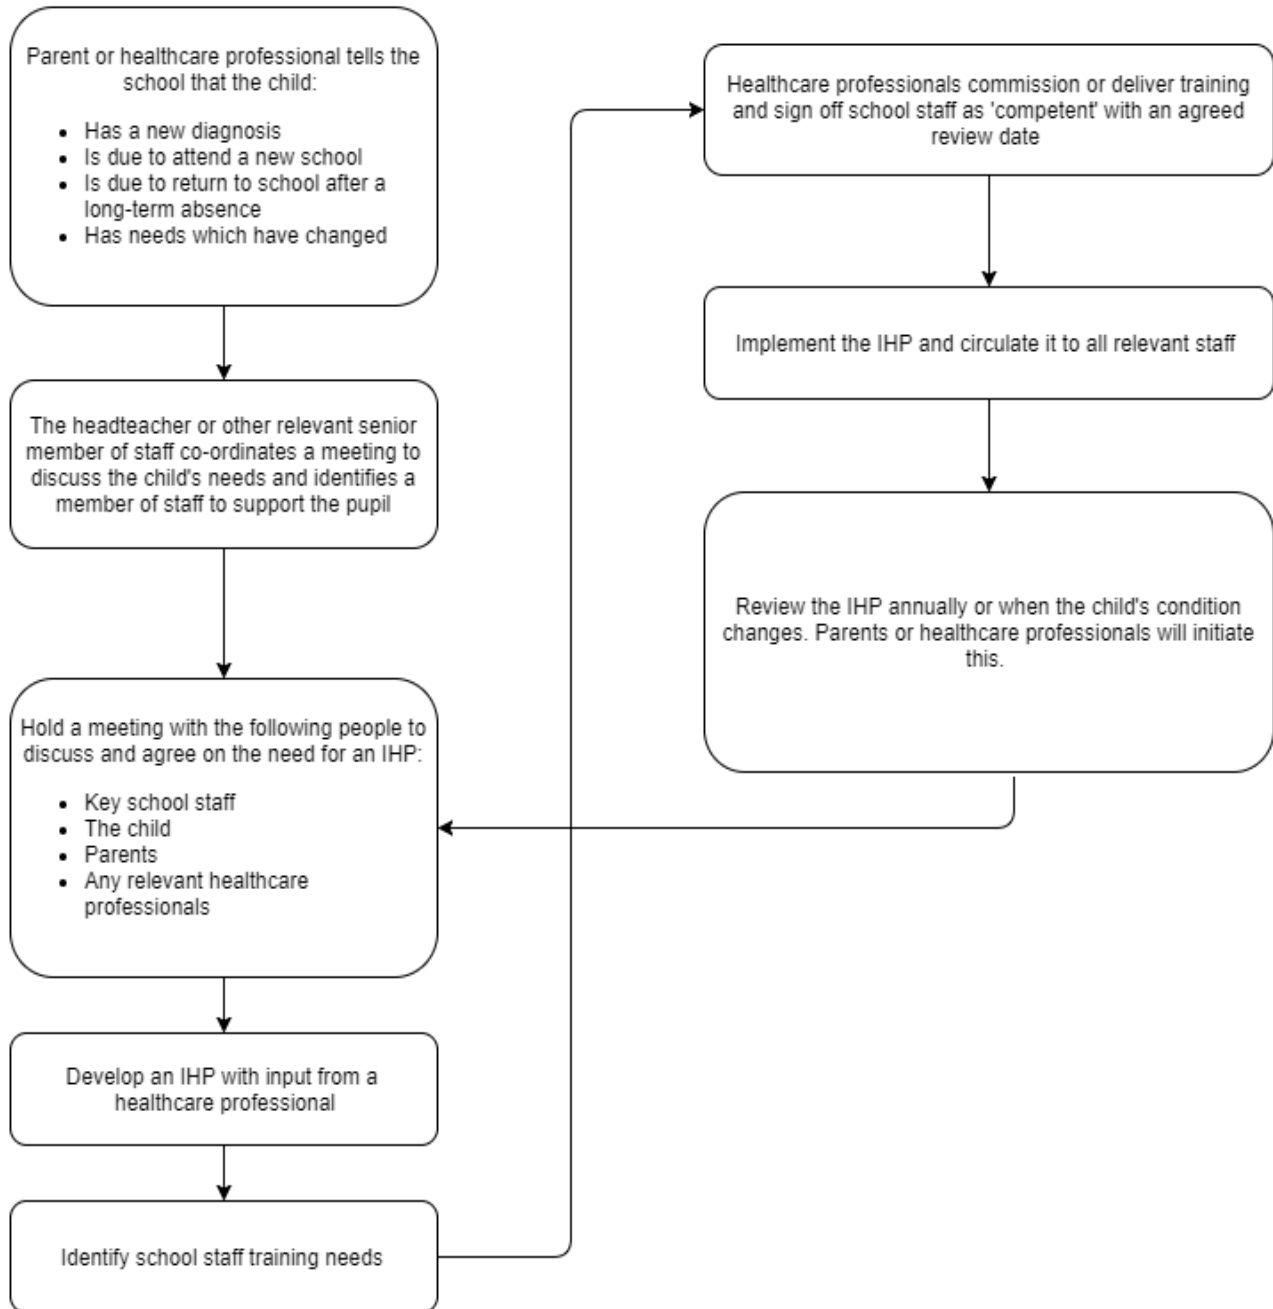 Parent or healthcare professional tells the
school that the child:
• Has a new diagnosis
• Is due to attend a new school
• Is due to return to school after a
long-term absence
• Has needs which have changed
The headteacher or other relevant senior
member of staff co-ordinates a meeting to
discuss the child's needs and identifies a
member of staff to support the pupil
Hold a meeting with the following people to
discuss and agree on the need for an IHP:
• Key school staff
• The child
• Parents
• Any relevant healthcare
professionals
Develop an IHP with input from a
healthcare professional
Identify school staff training needs
Healthcare professionals commission or deliver training
and sign off school staff as 'competent' with an agreed
review date
Implement the IHP and circulate it to all relevant staff
Review the IHP annually or when the child's condition
changes. Parents or healthcare professionals will initiate
this.